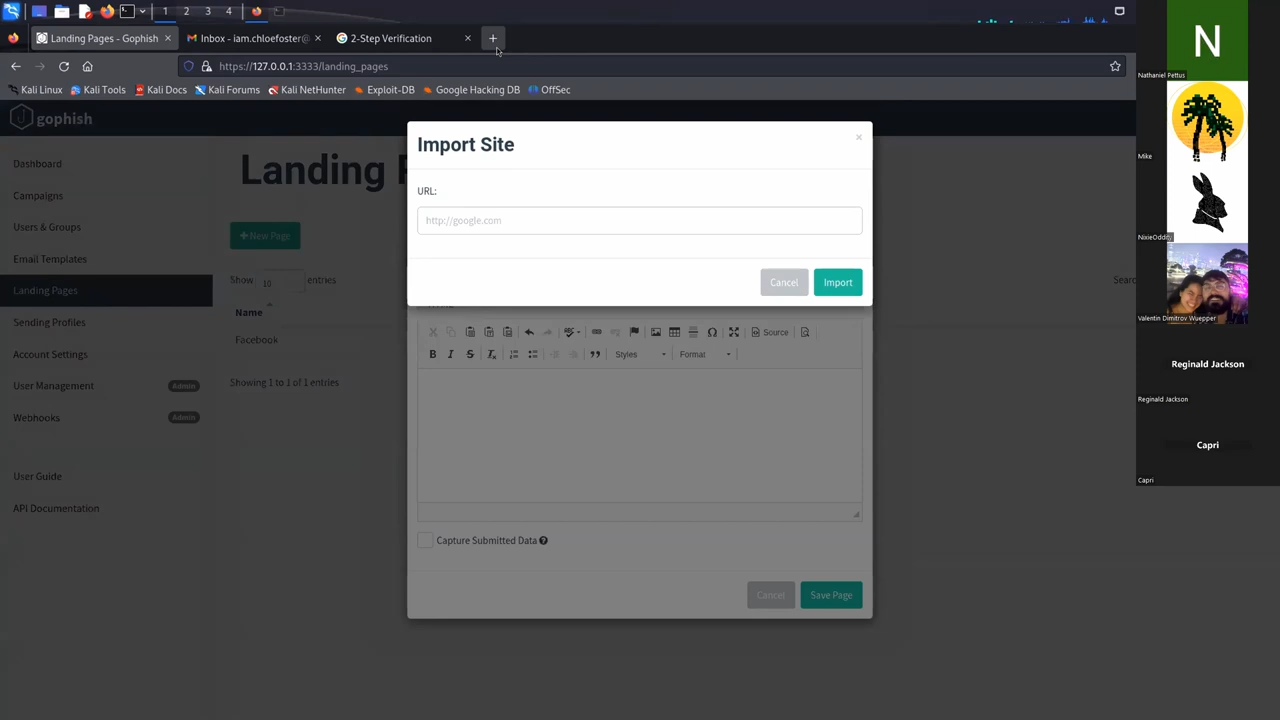 1 2 3 4
Landing Pages - Gophish
Inbox - iam.chloefoster@
2-Step Verification
https://127.0.0.1:3333/landing_pages
Kali Linux
Kali Tools
Kali Docs
Kali Forums
Kali NetHunter
Exploit-DB
Google Hacking DB
OffSec
gophish
Dashboard
Campaigns
Users & Groups
Email Templates
Landing Pages
Sending Profiles
Account Settings
User Management Admin
Webhooks Admin
User Guide
API Documentation
Landing
+ New Page
Show 10 entries
Name
Facebook
Showing 1 to 1 of 1 entries
Import Site
×
URL:
http://google.com
Cancel Import
Source
B I S
Styles
Format
Capture Submitted Data
Cancel Save Page
N
Nathaniel Pettus
Mike
NixieOddity
Valentin Dimitrov Wuepper
Reginald Jackson
Reginald Jackson
Capri
Capri